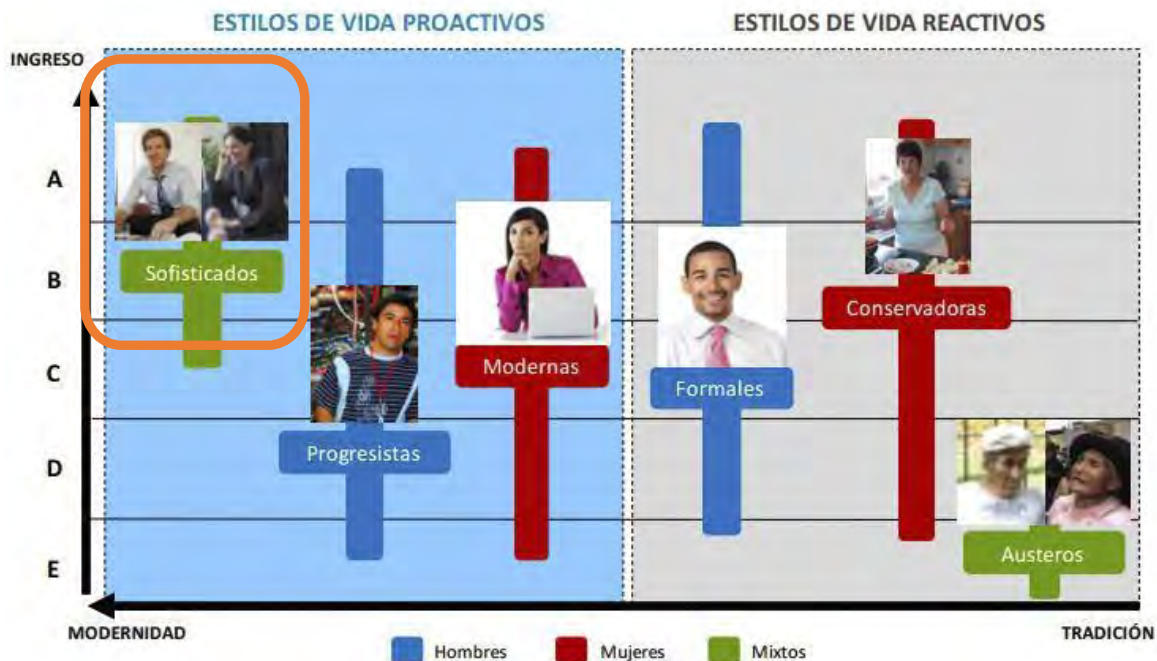 ESTILOS DE VIDA PROACTIVOS
ESTILOS DE VIDA REACTIVOS
INGRESO
A
B
C
D
E
Sofisticados
Progresistas
Modernas
Formales
Conservadoras
Austeros
MODERNIDAD
TRADICIÓN
Hombres
Mujeres
Mixtos